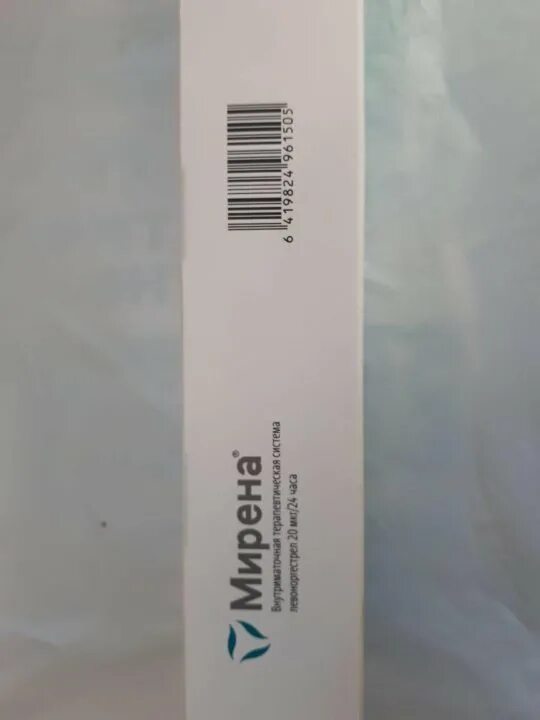 Мирена®
Внутриматочная терапевтическая система
левоноргестрел 20 мкг/24 часа
6 419824 961505